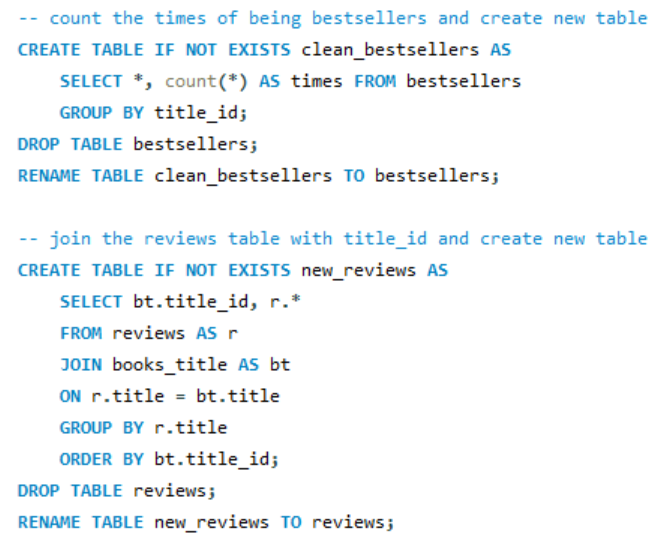 -- count the times of being bestsellers and create new table
CREATE TABLE IF NOT EXISTS clean_bestsellers AS
SELECT *, count(*) AS times FROM bestsellers
GROUP BY title_id;
DROP TABLE bestsellers;
RENAME TABLE clean_bestsellers TO bestsellers;
-- join the reviews table with title_id and create new table
CREATE TABLE IF NOT EXISTS new_reviews AS
SELECT bt.title_id, r.*
FROM reviews AS r
JOIN books_title AS bt
ON r.title = bt.title
GROUP BY r.title
ORDER BY bt.title_id;
DROP TABLE reviews;
RENAME TABLE new_reviews TO reviews;